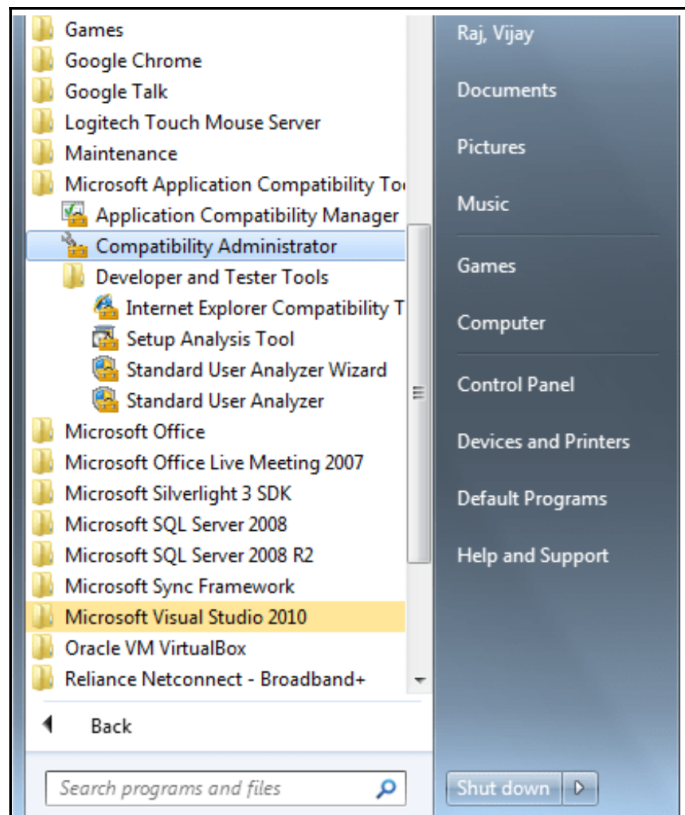 Games
Google Chrome
Google Talk
Logitech Touch Mouse Server
Maintenance
Microsoft Application Compatibility To
Application Compatibility Manager
Compatibility Administrator
Developer and Tester Tools
Internet Explorer Compatibility T
Setup Analysis Tool
Standard User Analyzer Wizard
Standard User Analyzer
Microsoft Office
Microsoft Office Live Meeting 2007
Microsoft Silverlight 3 SDK
Microsoft SQL Server 2008
Microsoft SQL Server 2008 R2
Microsoft Sync Framework
Microsoft Visual Studio 2010
Oracle VM VirtualBox
Reliance Netconnect - Broadband+
Back
Search programs and files
Raj, Vijay
Documents
Pictures
Music
Games
Computer
Control Panel
Devices and Printers
Default Programs
Help and Support
Shut down